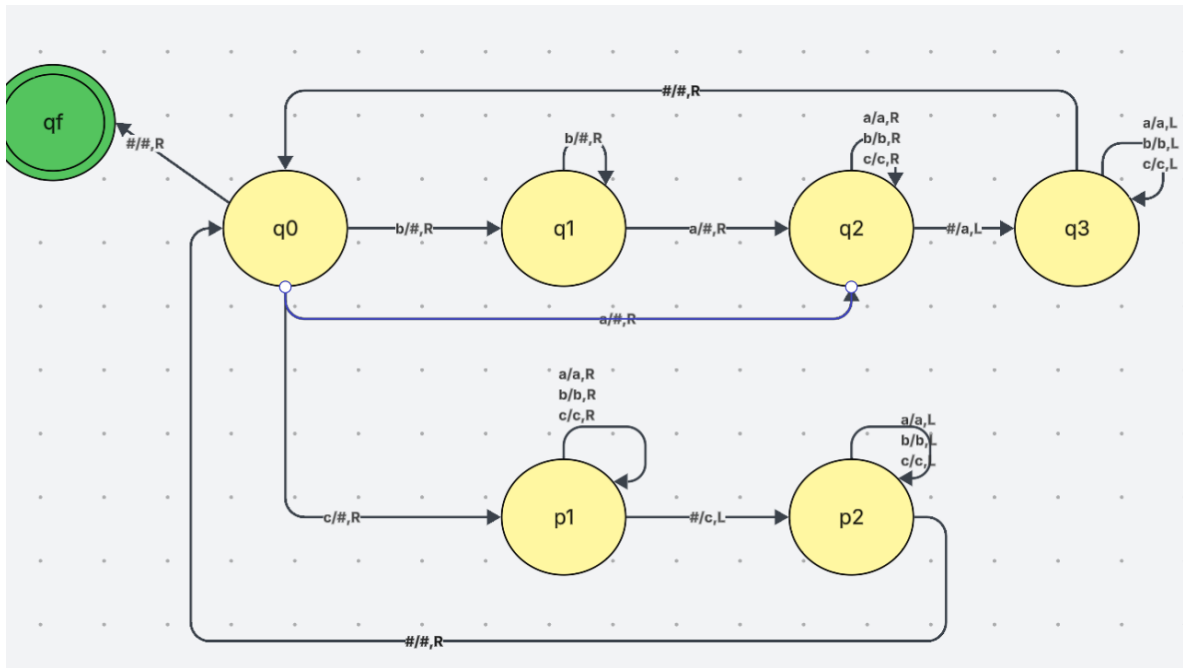 #/#,R
a/a,R
b/b,R
c/c,R
a/a,L
b/b,L
c/c,L
qf
#/#,R
b/#,R
q0
b/#,R
q1
a/#,R
q2
#/a,L
q3
a/#,R
a/a,R
b/b,R
c/c,R
a/a,L
b/b,L
c/c,L
c/#,R
p1
#/c,L
p2
#/#,R